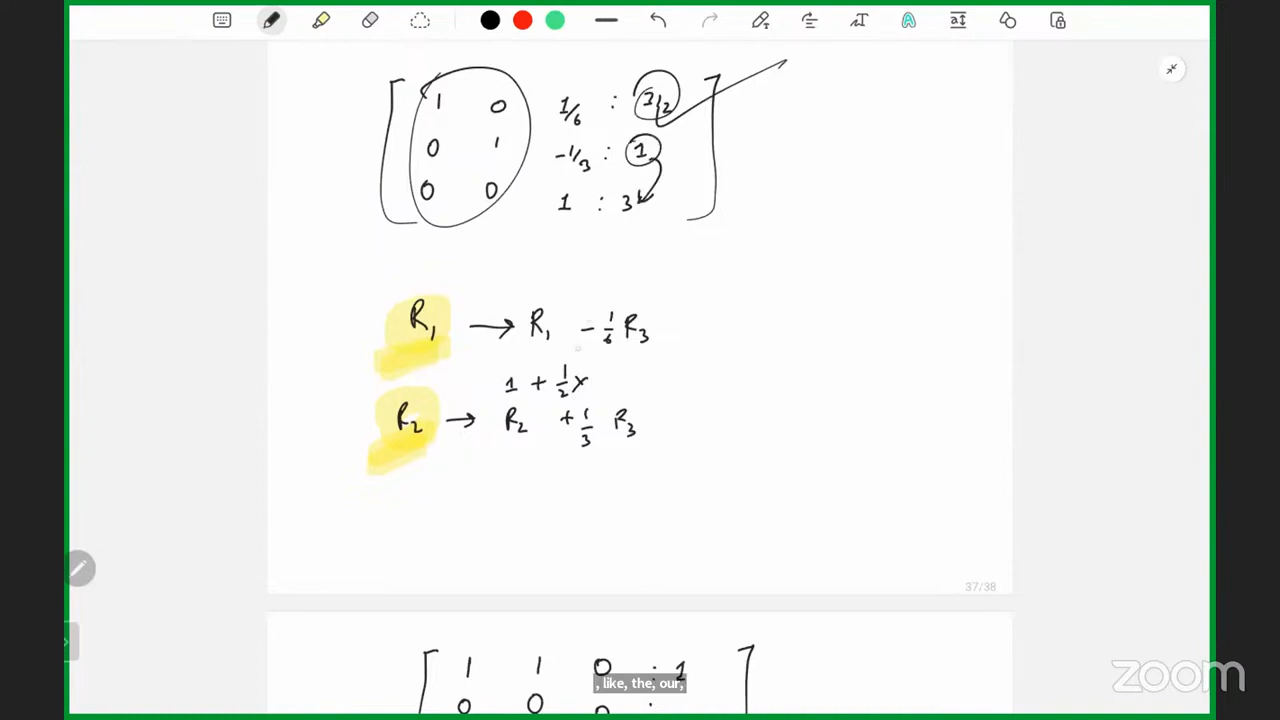 1 0 1/6 : 1/2
0 1 -1/3 : 1
0 0 1 : 3
R₁ → R₁ - 1/6 R₃
1 + 1/2 x
R₂ → R₂ + 1/3 R₃
37/38
1 1 0 : 1
0 0 0 :
, like, the, our,
zoom